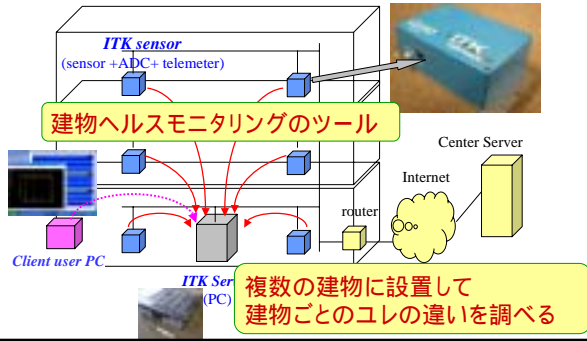 ITK sensor
(sensor +ADC+ telemeter)
ITK
建物ヘルスモニタリングのツール
Center Server
Internet
router
Client user PC
ITK Ser
(PC)
複数の建物に設置して
建物ごとのユレの違いを調べる